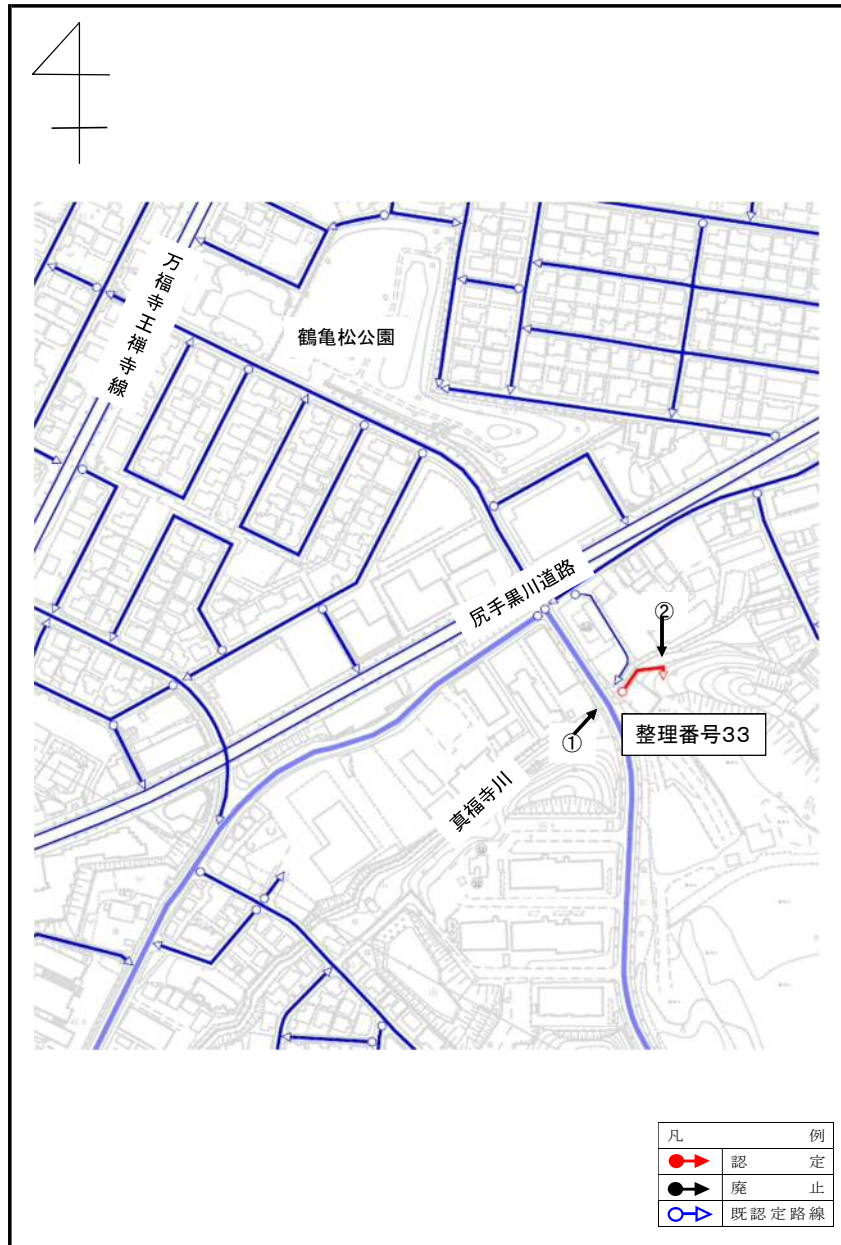 万福寺王禅寺線
鶴亀松公園
尻手黒川道路
②
整理番号33
①
真福寺川
凡 例
認 定
廃 止
既認定路線